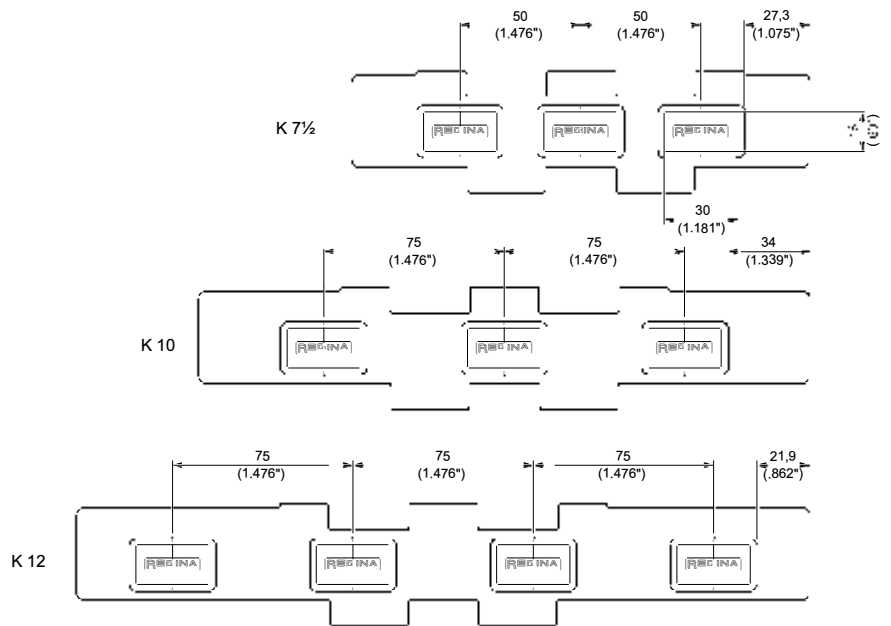 50 50 27,3
(1.476") (1.476") (1.075")
K 7½
REGINA REGINA REGINA
30
(1.181")
75 75 34
(1.476") (1.476") (1.339")
K 10
REGINA REGINA REGINA
75 75 75 21,9
(1.476") (1.476") (1.476") (.862")
K 12
REGINA REGINA REGINA REGINA